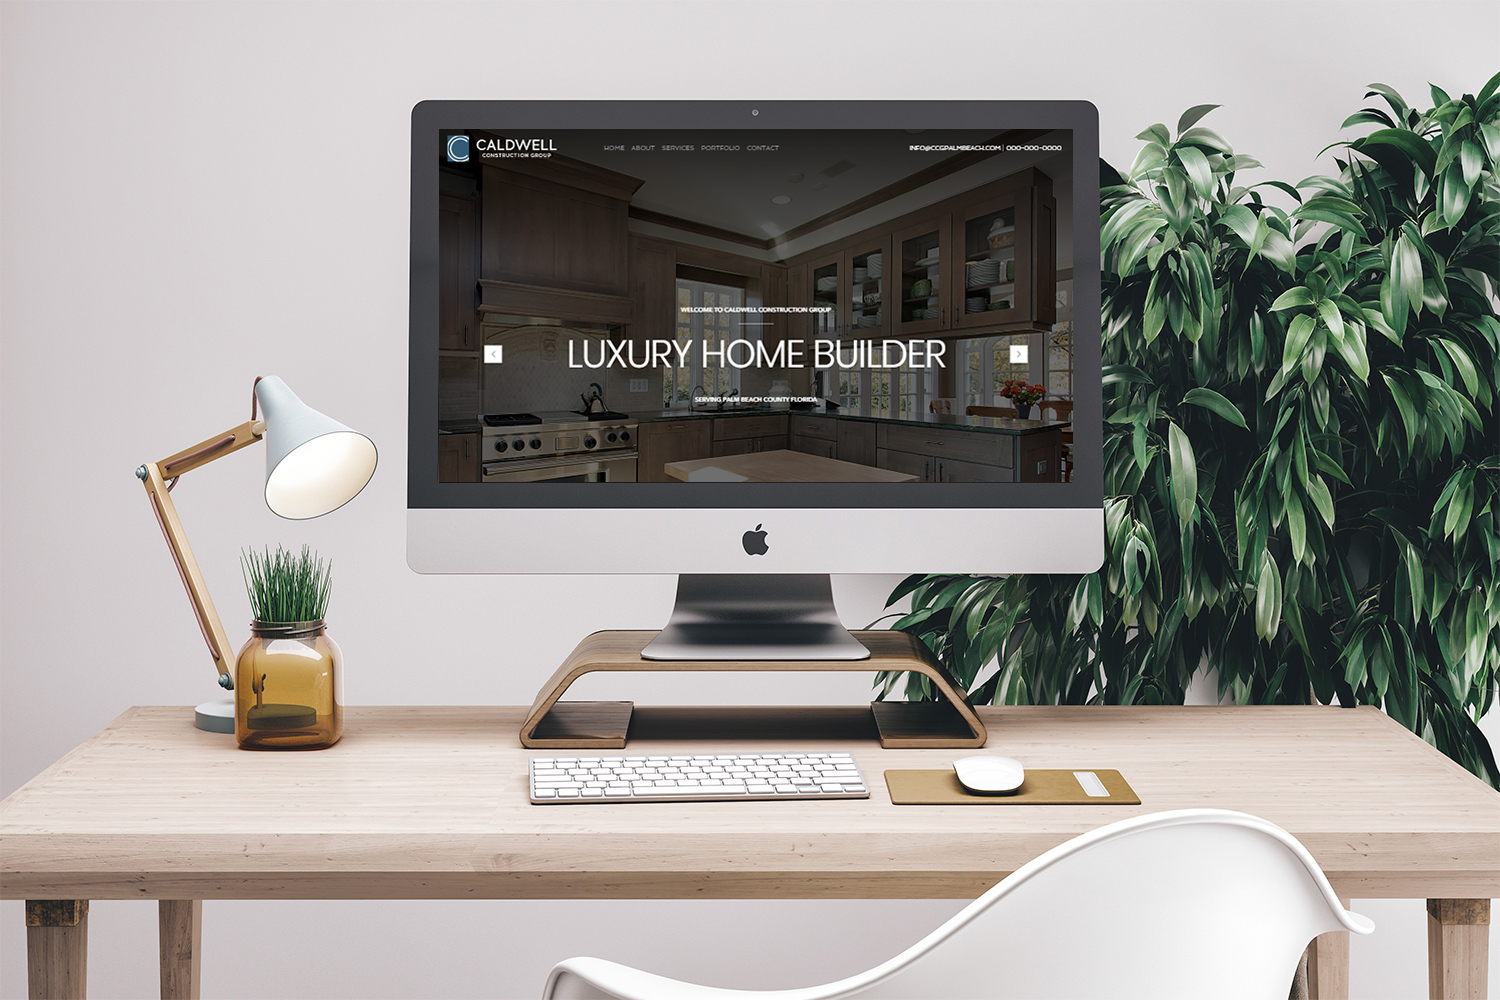 CALDWELL
CONSTRUCTION GROUP
HOME ABOUT SERVICES PORTFOLIO CONTACT
INFO@CCGPALMBEACH.COM | 000-000-0000
WELCOME TO CALDWELL CONSTRUCTION GROUP
LUXURY HOME BUILDER
SERVING PALM BEACH COUNTY FLORIDA